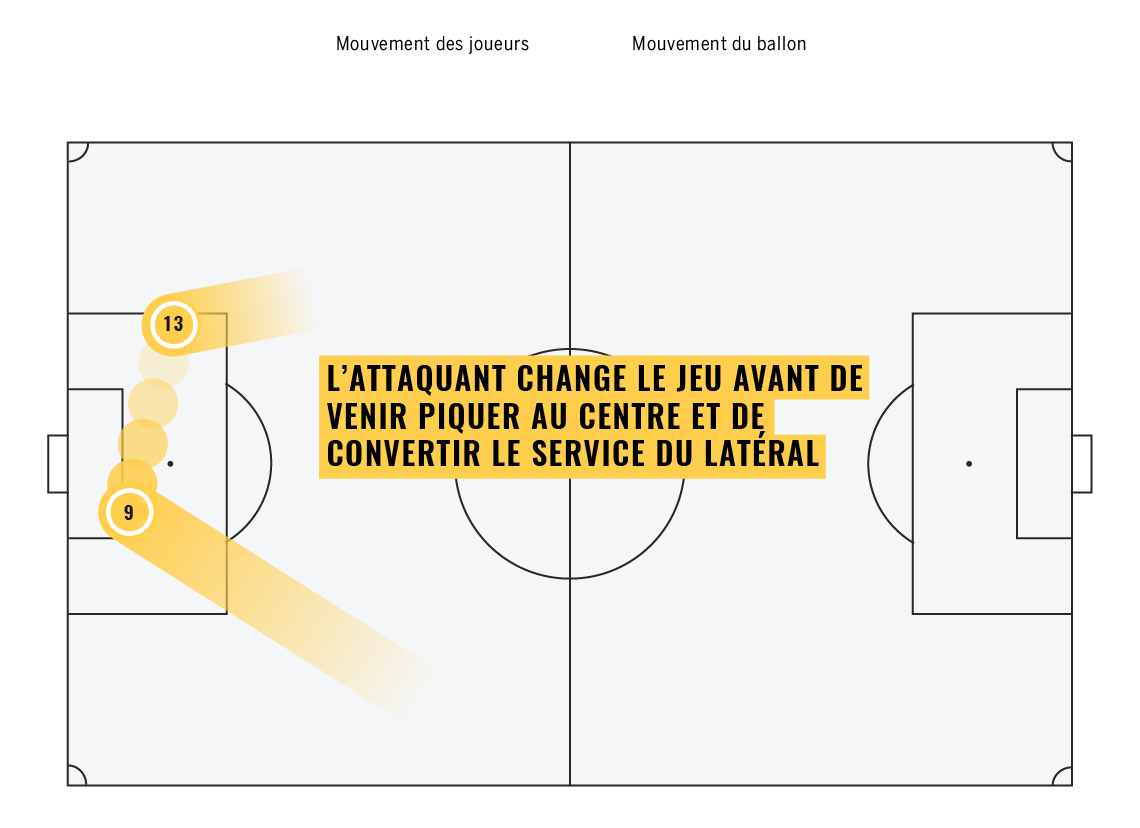 Mouvement des joueurs
Mouvement du ballon
13
L’ATTAQUANT CHANGE LE JEU AVANT DE
VENIR PIQUER AU CENTRE ET DE
CONVERTIR LE SERVICE DU LATÉRAL
9